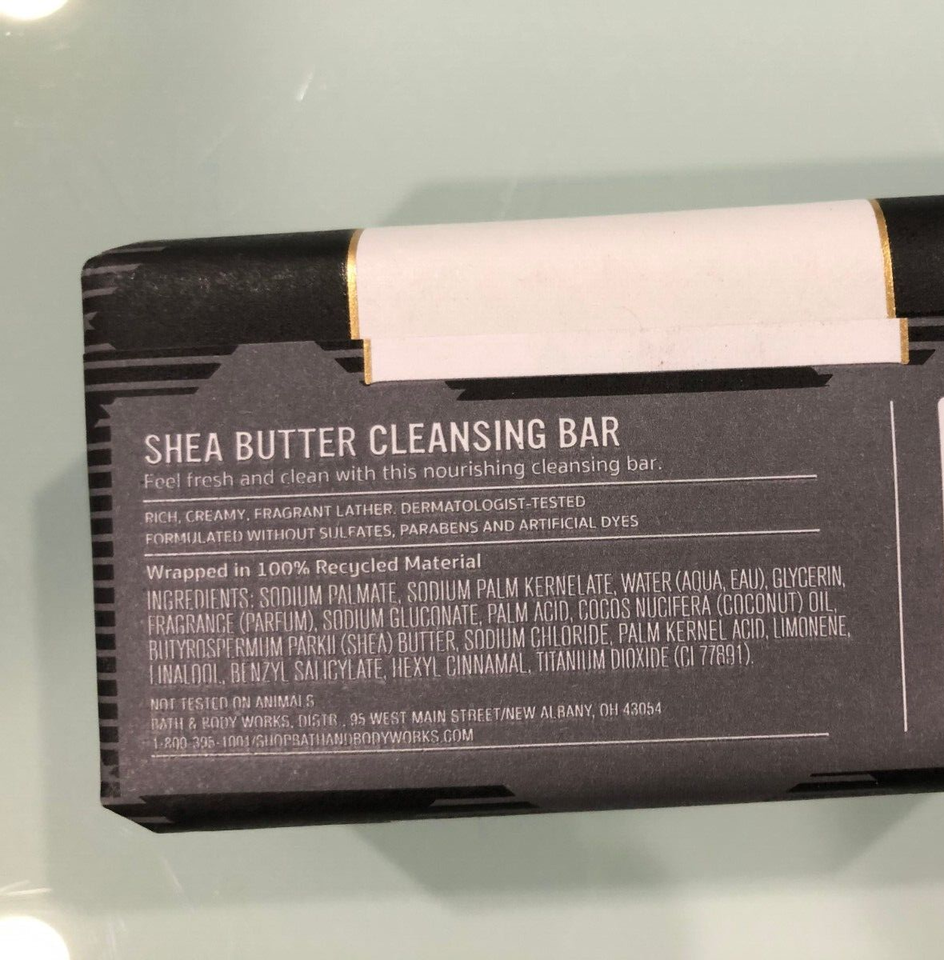 SHEA BUTTER CLEANSING BAR
Feel fresh and clean with this nourishing cleansing bar.
RICH, CREAMY, FRAGRANT LATHER. DERMATOLOGIST-TESTED
FORMULATED WITHOUT SULFATES, PARABENS AND ARTIFICIAL DYES
Wrapped in 100% Recycled Material
INGREDIENTS: SODIUM PALMATE, SODIUM PALM KERNELATE, WATER (AQUA, EAU), GLYCERIN,
FRAGRANCE (PARFUM), SODIUM GLUCONATE, PALM ACID, COCOS NUCIFERA (COCONUT) OIL,
BUTYROSPERMUM PARKII (SHEA) BUTTER, SODIUM CHLORIDE, PALM KERNEL ACID, LIMONENE,
LINALOOL, BENZYL SALICYLATE, HEXYL CINNAMAL, TITANIUM DIOXIDE (CI 77891).
NOT TESTED ON ANIMALS
BATH & BODY WORKS, DISTR., 95 WEST MAIN STREET/NEW ALBANY, OH 43054
1-800-395-1001/SHOPBATHANDBODYWORKS.COM